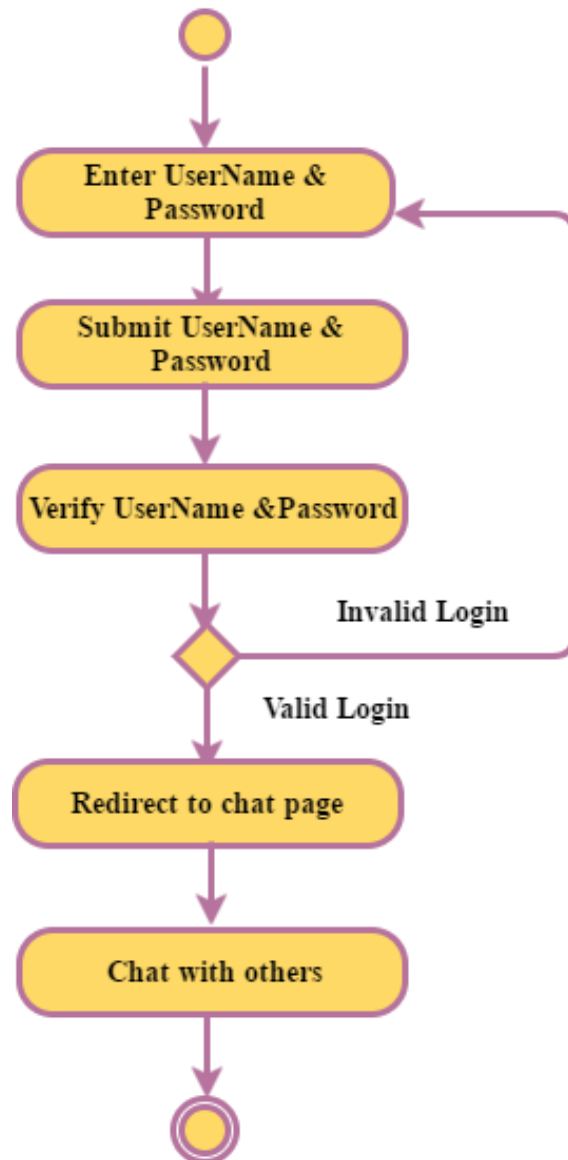 Enter UserName &
Password
Submit UserName &
Password
Verify UserName &Password
Invalid Login
Valid Login
Redirect to chat page
Chat with others